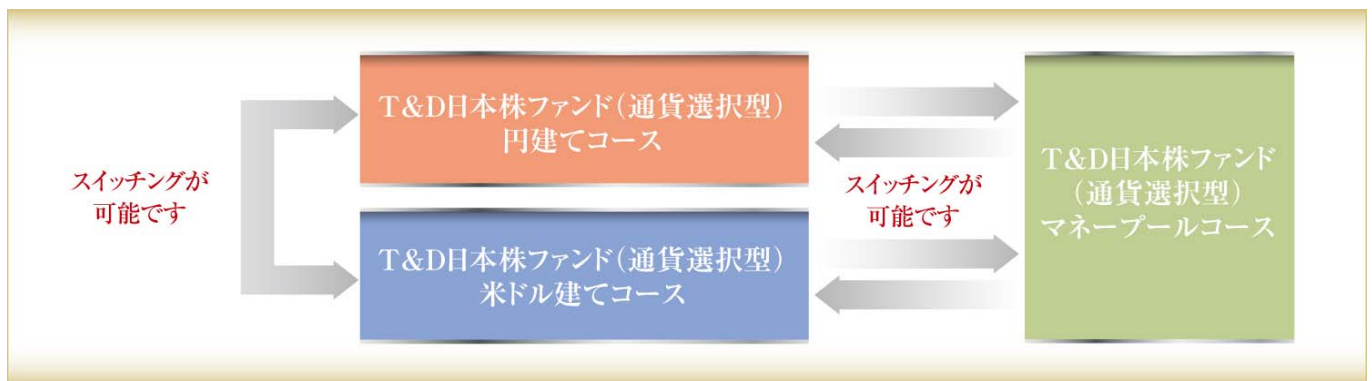 スイッチングが
可能です
T&D日本株ファンド(通貨選択型)
円建てコース
T&D日本株ファンド(通貨選択型)
米ドル建てコース
スイッチングが
可能です
T&D日本株ファンド
(通貨選択型)
マネープールコース